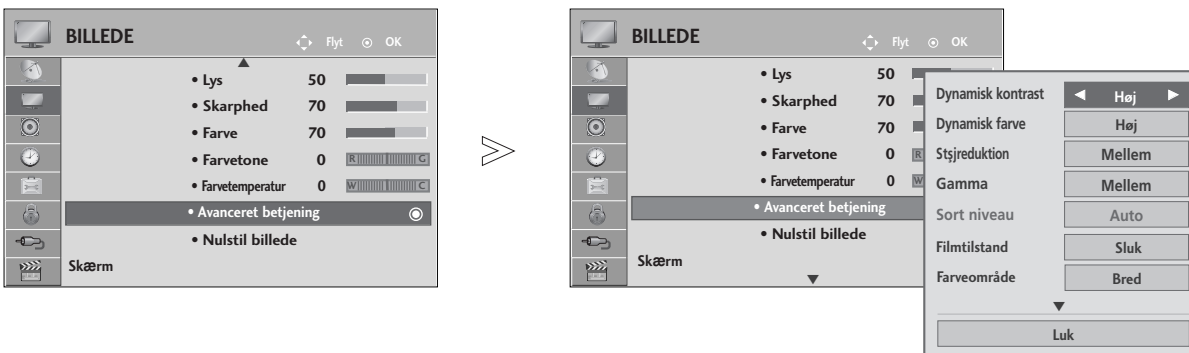 BILLEDE Flyt OK
• Lys 50
• Skarphed 70
• Farve 70
• Farvetone 0 R G
• Farvetemperatur 0 W C
• Avanceret betjening
• Nulstil billede
Skærm
BILLEDE Flyt OK
• Lys 50
• Skarphed 70
• Farve 70
• Farvetone 0 R
• Farvetemperatur 0 W
• Avanceret betjening
• Nulstil billede
Skærm
Dynamisk kontrast Høj
Dynamisk farve Høj
Stsjreduktion Mellem
Gamma Mellem
Sort niveau Auto
Filmtilstand Sluk
Farveområde Bred
Luk